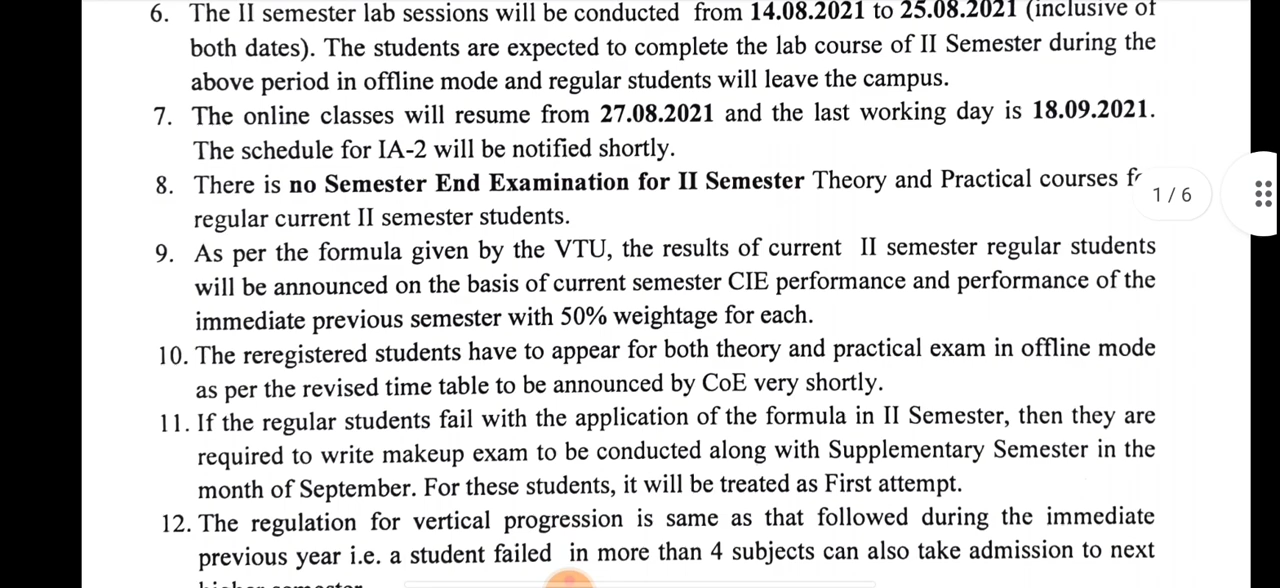 6. The II semester lab sessions will be conducted from 14.08.2021 to 25.08.2021 (inclusive of
both dates). The students are expected to complete the lab course of II Semester during the
above period in offline mode and regular students will leave the campus.
7. The online classes will resume from 27.08.2021 and the last working day is 18.09.2021.
The schedule for IA-2 will be notified shortly.
8. There is no Semester End Examination for II Semester Theory and Practical courses
1 / 6
regular current II semester students.
9. As per the formula given by the VTU, the results of current II semester regular students
will be announced on the basis of current semester CIE performance and performance of the
immediate previous semester with 50% weightage for each.
10. The reregistered students have to appear for both theory and practical exam in offline mode
as per the revised time table to be announced by CoE very shortly.
11. If the regular students fail with the application of the formula in II Semester, then they are
required to write makeup exam to be conducted along with Supplementary Semester in the
month of September. For these students, it will be treated as First attempt.
12. The regulation for vertical progression is same as that followed during the immediate
previous year i.e. a student failed in more than 4 subjects can also take admission to next